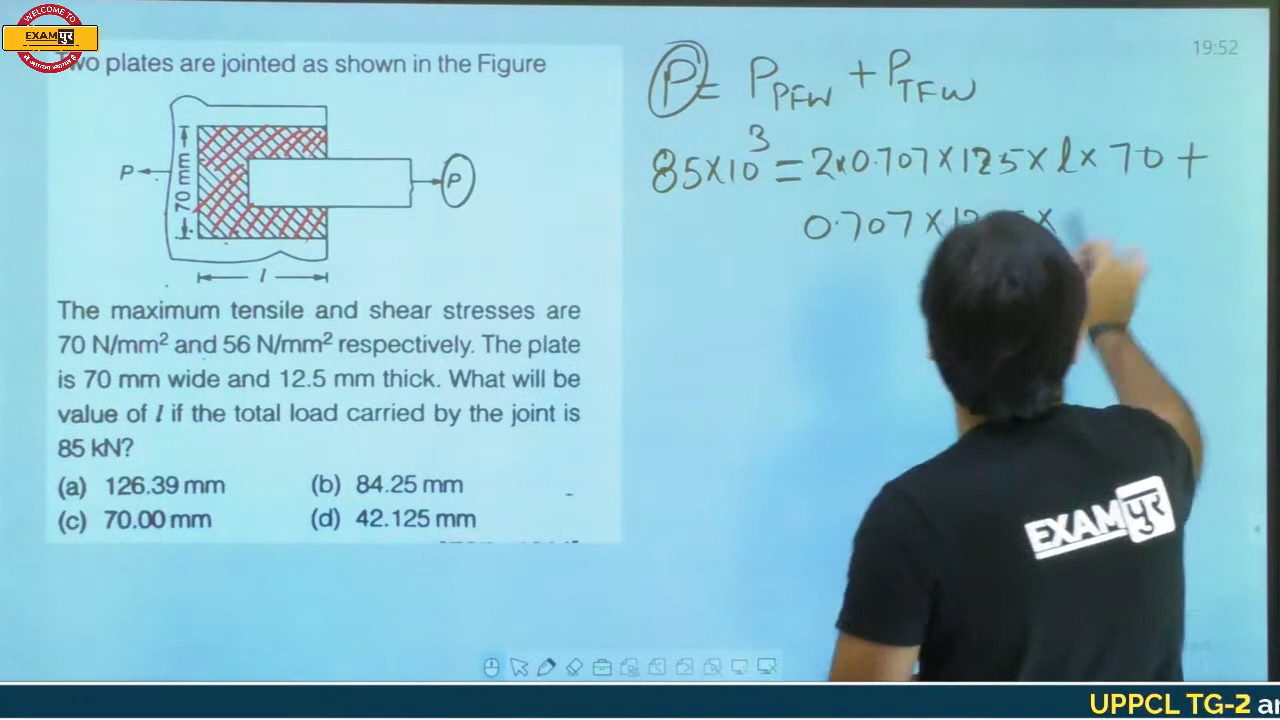 WELCOME TO
EXAMपुर
19:52
Two plates are jointed as shown in the Figure
P
70 mm
P
l
The maximum tensile and shear stresses are
70 N/mm² and 56 N/mm² respectively. The plate
is 70 mm wide and 12.5 mm thick. What will be
value of l if the total load carried by the joint is
85 kN?
(a) 126.39 mm
(b) 84.25 mm
(c) 70.00 mm
(d) 42.125 mm
P = P_PFW + P_TFW
85×10³ = 2×0.707×125×l×70 +
0.707×
EXAMपुर
UPPCL TG-2